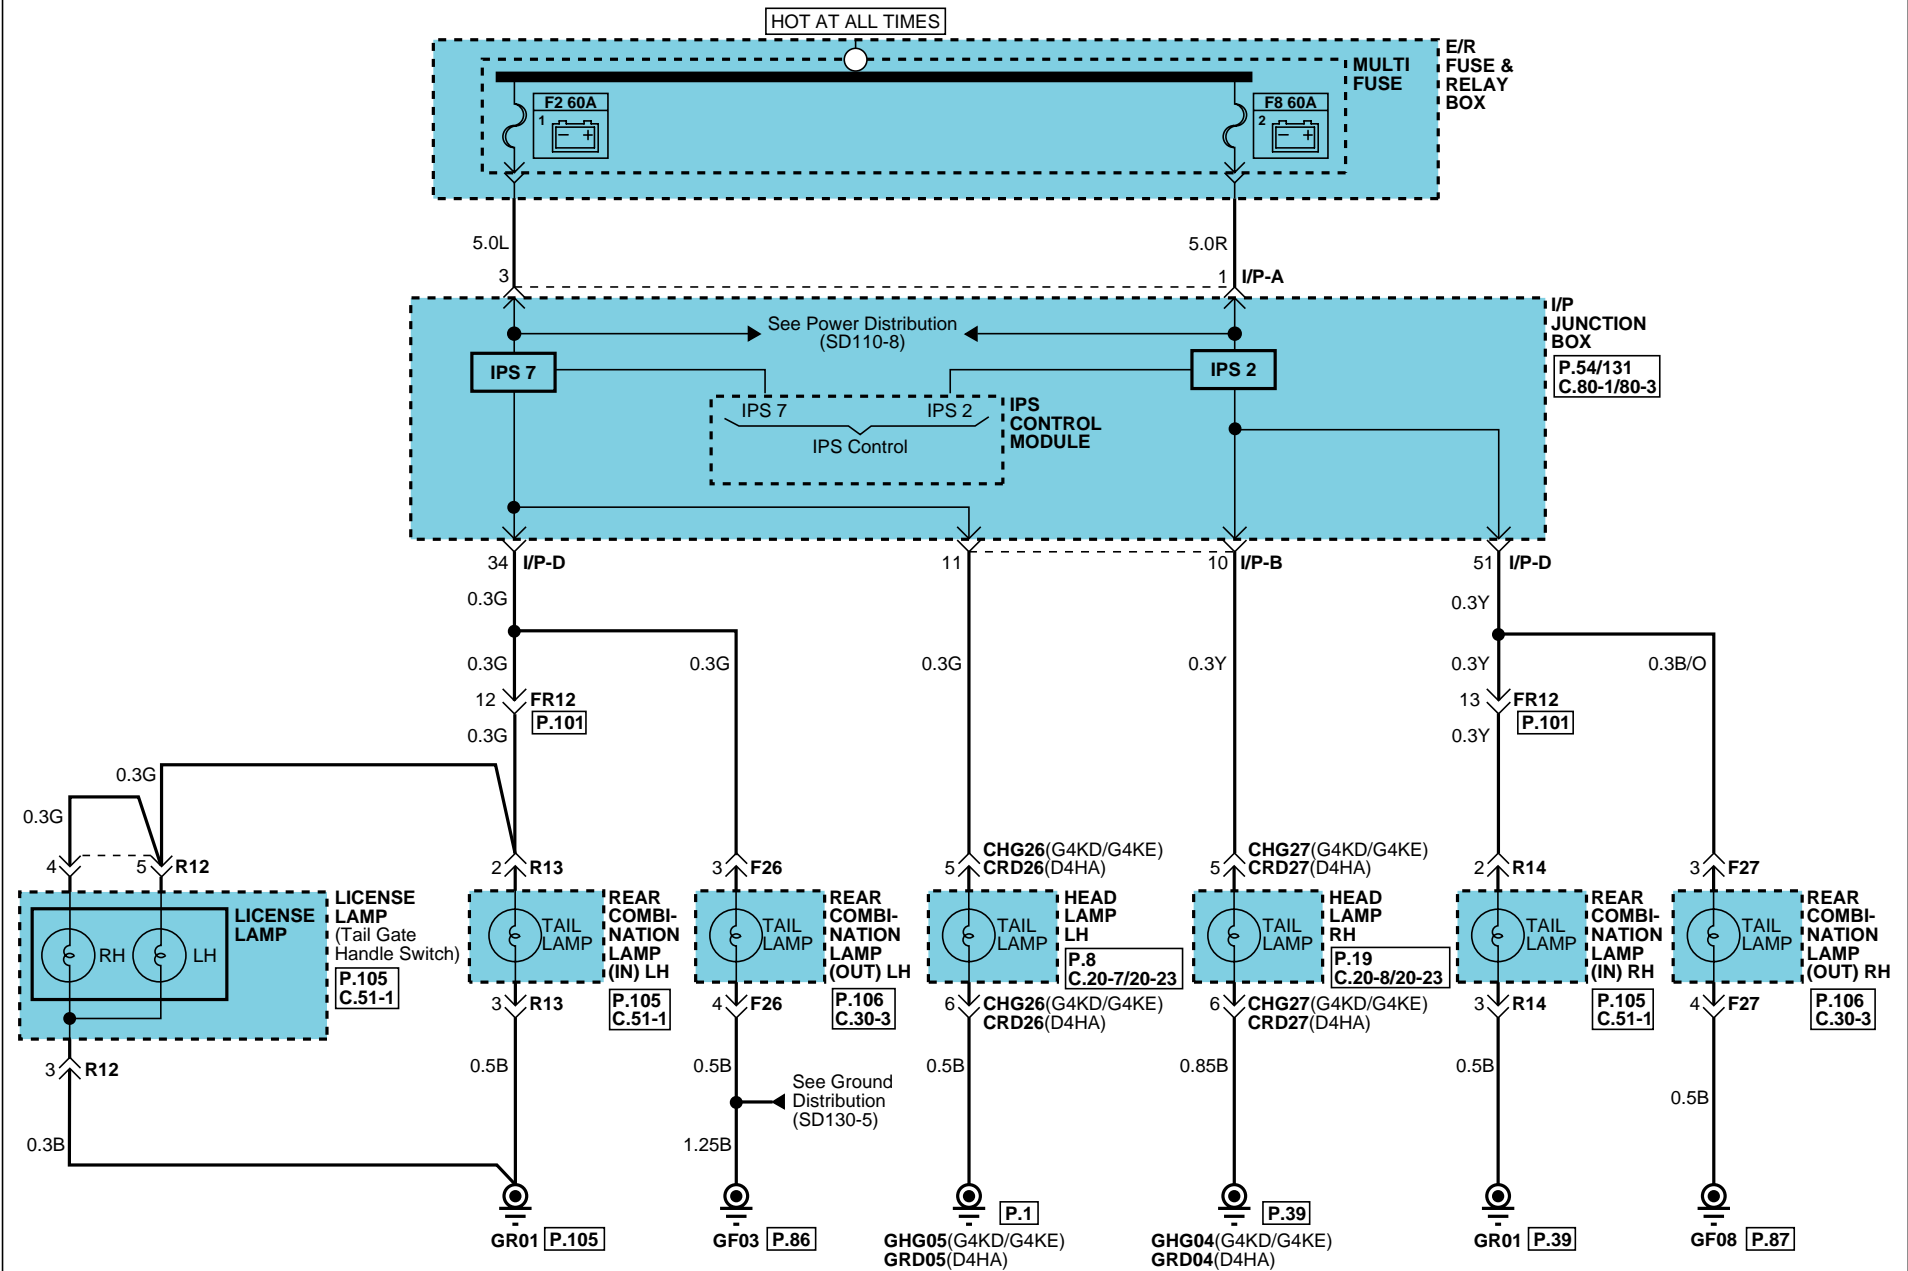 HOT AT ALL TIMES
E/R
FUSE &
RELAY
BOX
MULTI
FUSE
F2 60A
1
F8 60A
2
5.0L
5.0R
3
1
I/P-A
I/P
JUNCTION
BOX
P.54/131
C.80-1/80-3
See Power Distribution
(SD110-8)
IPS 7
IPS 2
IPS 7
IPS 2
IPS Control
IPS
CONTROL
MODULE
34
I/P-D
11
10
I/P-B
51
I/P-D
0.3G
0.3Y
0.3G
0.3G
0.3G
0.3Y
0.3Y
0.3B/O
12
FR12
P.101
13
FR12
P.101
0.3G
0.3Y
0.3G
0.3G
4
5
R12
2
R13
3
F26
5
CHG26(G4KD/G4KE)
CRD26(D4HA)
5
CHG27(G4KD/G4KE)
CRD27(D4HA)
2
R14
3
F27
LICENSE
LAMP
RH
LH
LICENSE
LAMP
(Tail Gate
Handle Switch)
P.105
C.51-1
TAIL
LAMP
REAR
COMBI-
NATION
LAMP
(IN) LH
P.105
C.51-1
TAIL
LAMP
REAR
COMBI-
NATION
LAMP
(OUT) LH
P.106
C.30-3
TAIL
LAMP
HEAD
LAMP
LH
P.8
C.20-7/20-23
TAIL
LAMP
HEAD
LAMP
RH
P.19
C.20-8/20-23
TAIL
LAMP
REAR
COMBI-
NATION
LAMP
(IN) RH
P.105
C.51-1
TAIL
LAMP
REAR
COMBI-
NATION
LAMP
(OUT) RH
P.106
C.30-3
3
R12
3
R13
4
F26
6
CHG26(G4KD/G4KE)
CRD26(D4HA)
6
CHG27(G4KD/G4KE)
CRD27(D4HA)
3
R14
4
F27
0.5B
0.5B
0.5B
0.85B
0.5B
0.5B
See Ground
Distribution
(SD130-5)
0.3B
1.25B
GR01
P.105
GF03
P.86
P.1
GHG05(G4KD/G4KE)
GRD05(D4HA)
P.39
GHG04(G4KD/G4KE)
GRD04(D4HA)
GR01
P.39
GF08
P.87